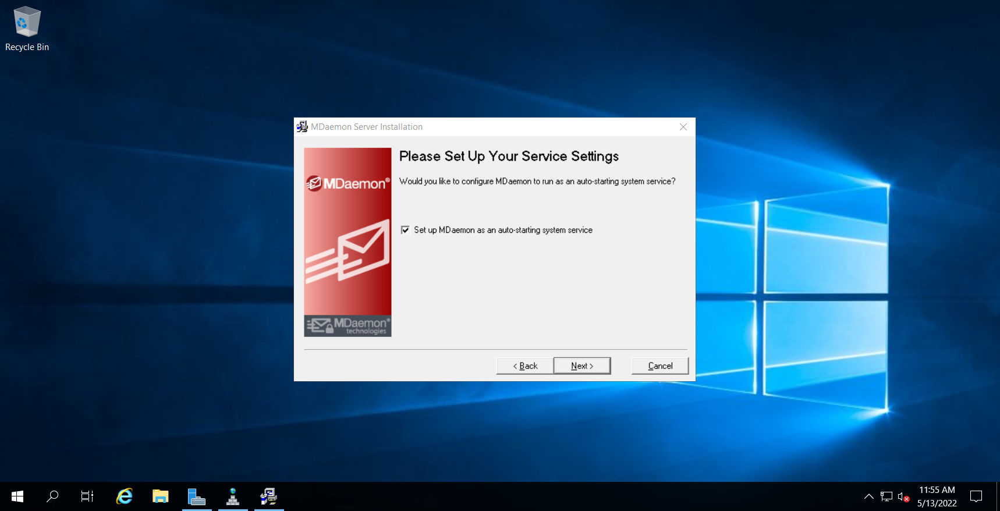 Recycle Bin
MDaemon Server Installation
MDaemon®
MDaemon®
technologies
Please Set Up Your Service Settings
Would you like to configure MDaemon to run as an auto-starting system service?
Set up MDaemon as an auto-starting system service
< Back
Next >
Cancel
11:55 AM
5/13/2022